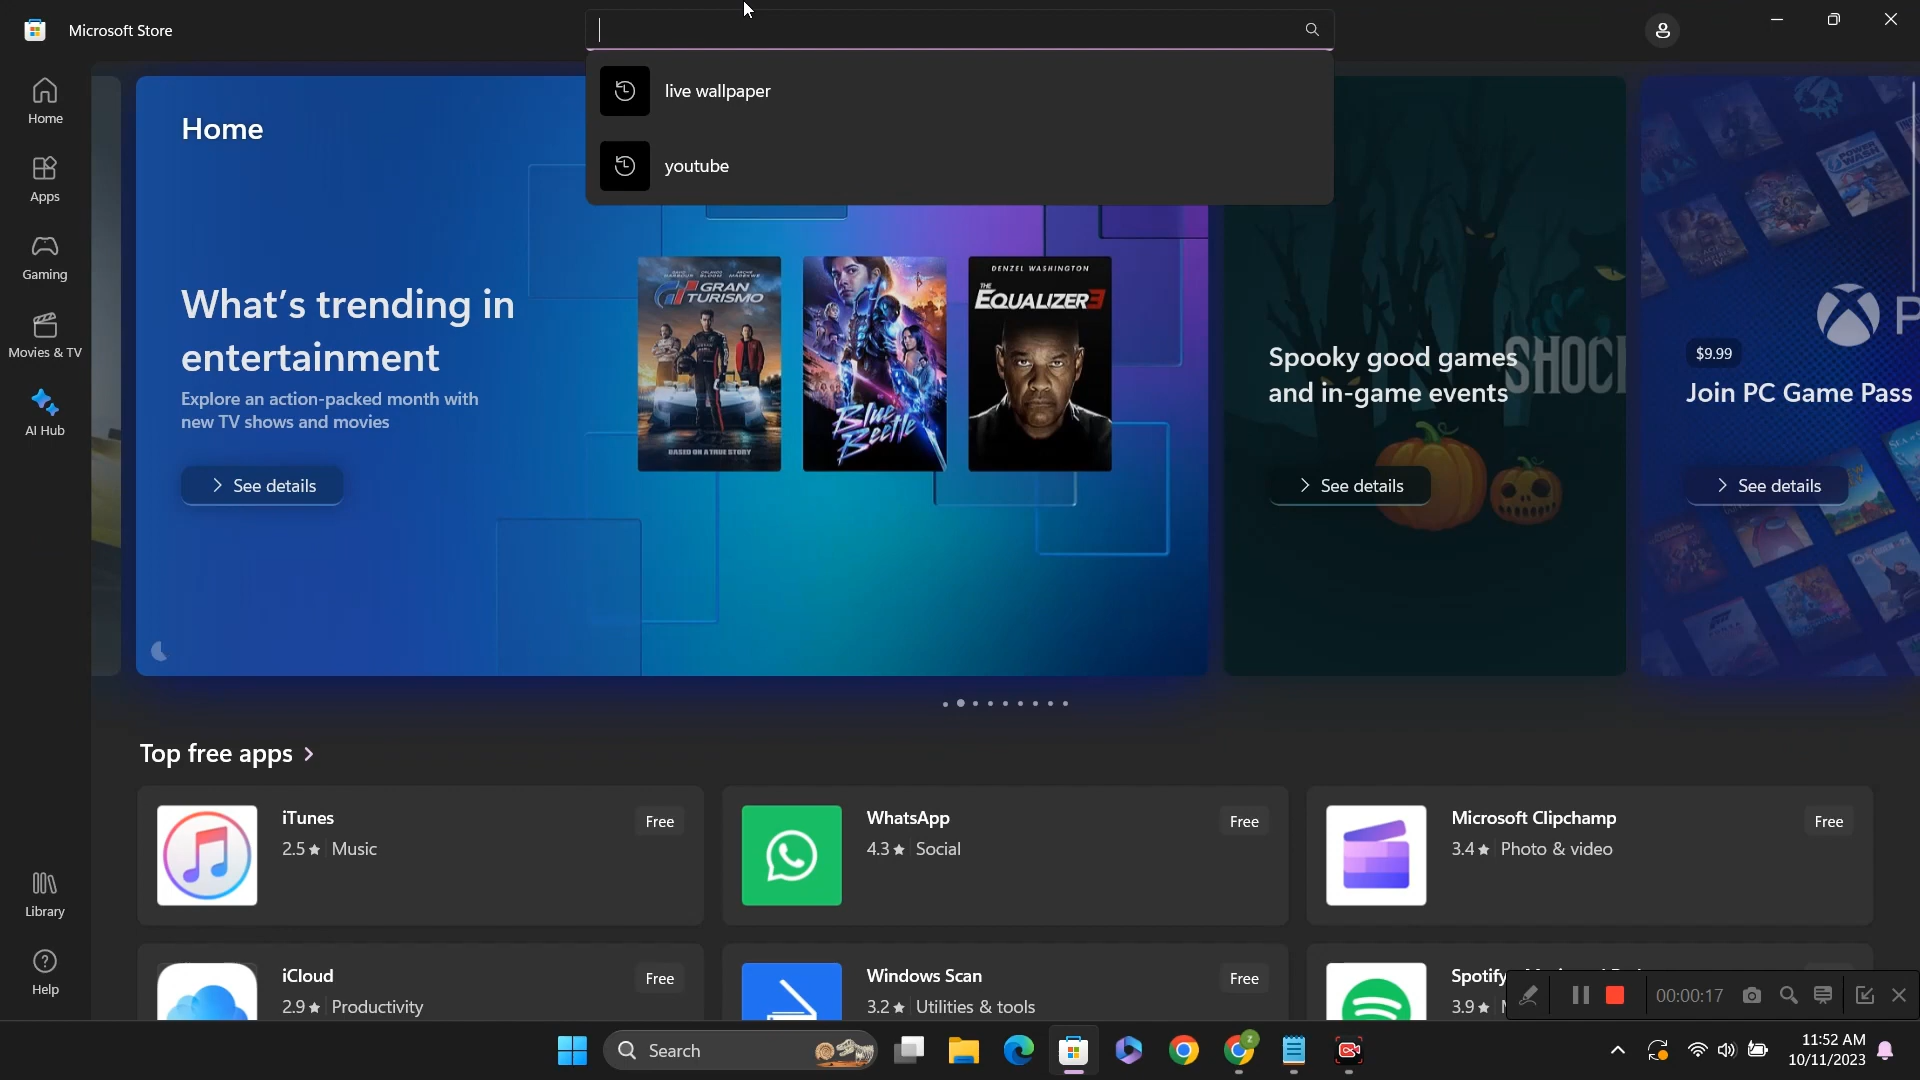 Microsoft Store
live wallpaper
youtube
Home
Apps
Gaming
Movies & TV
AI Hub
Library
Help
Home
What's trending in
entertainment
Explore an action-packed month with
new TV shows and movies
See details
GRAN
TURISMO
BASED ON A TRUE STORY
Blue
Beetle
DENZEL WASHINGTON
THE
EQUALIZER 3
SHOC
Spooky good games
and in-game events
See details
P
$9.99
Join PC Game Pass
See details
Top free apps
iTunes
Free
2.5 ★ Music
WhatsApp
Free
4.3 ★ Social
Microsoft Clipchamp
Free
3.4 ★ Photo & video
iCloud
Free
2.9 ★ Productivity
Windows Scan
Free
3.2 ★ Utilities & tools
Spotify
3.9 ★
00:00:17
Search
z
11:52 AM
10/11/2023